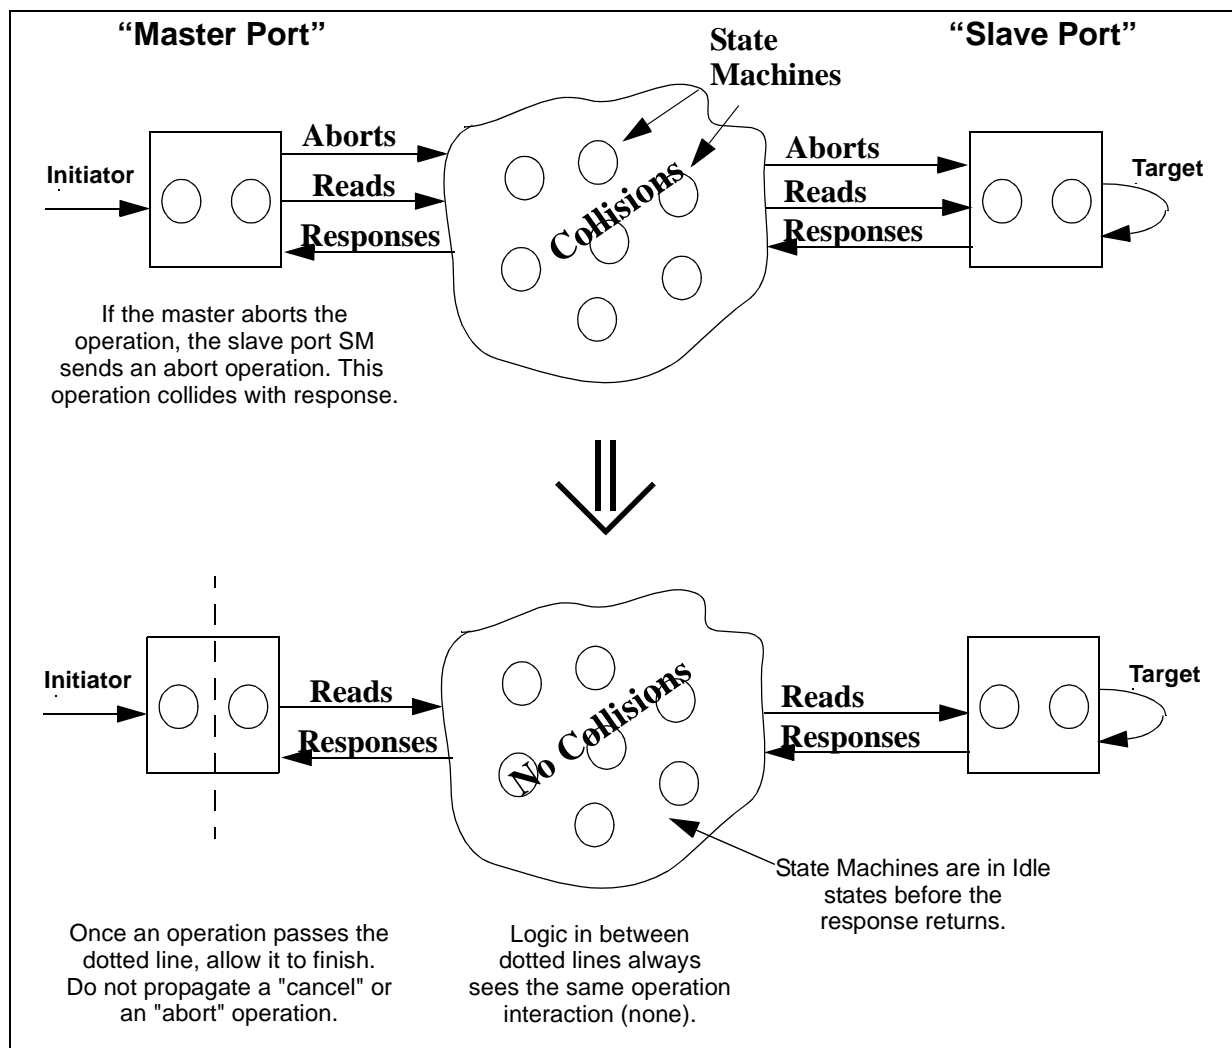 “Master Port”
State
Machines
“Slave Port”
Initiator
Aborts
Reads
Responses
Collisions
Aborts
Reads
Responses
Target
If the master aborts the
operation, the slave port SM
sends an abort operation. This
operation collides with response.
Initiator
Reads
Responses
No Collisions
Reads
Responses
Target
State Machines are in Idle
states before the
response returns.
Once an operation passes the
dotted line, allow it to finish.
Do not propagate a "cancel" or
an "abort" operation.
Logic in between
dotted lines always
sees the same operation
interaction (none).